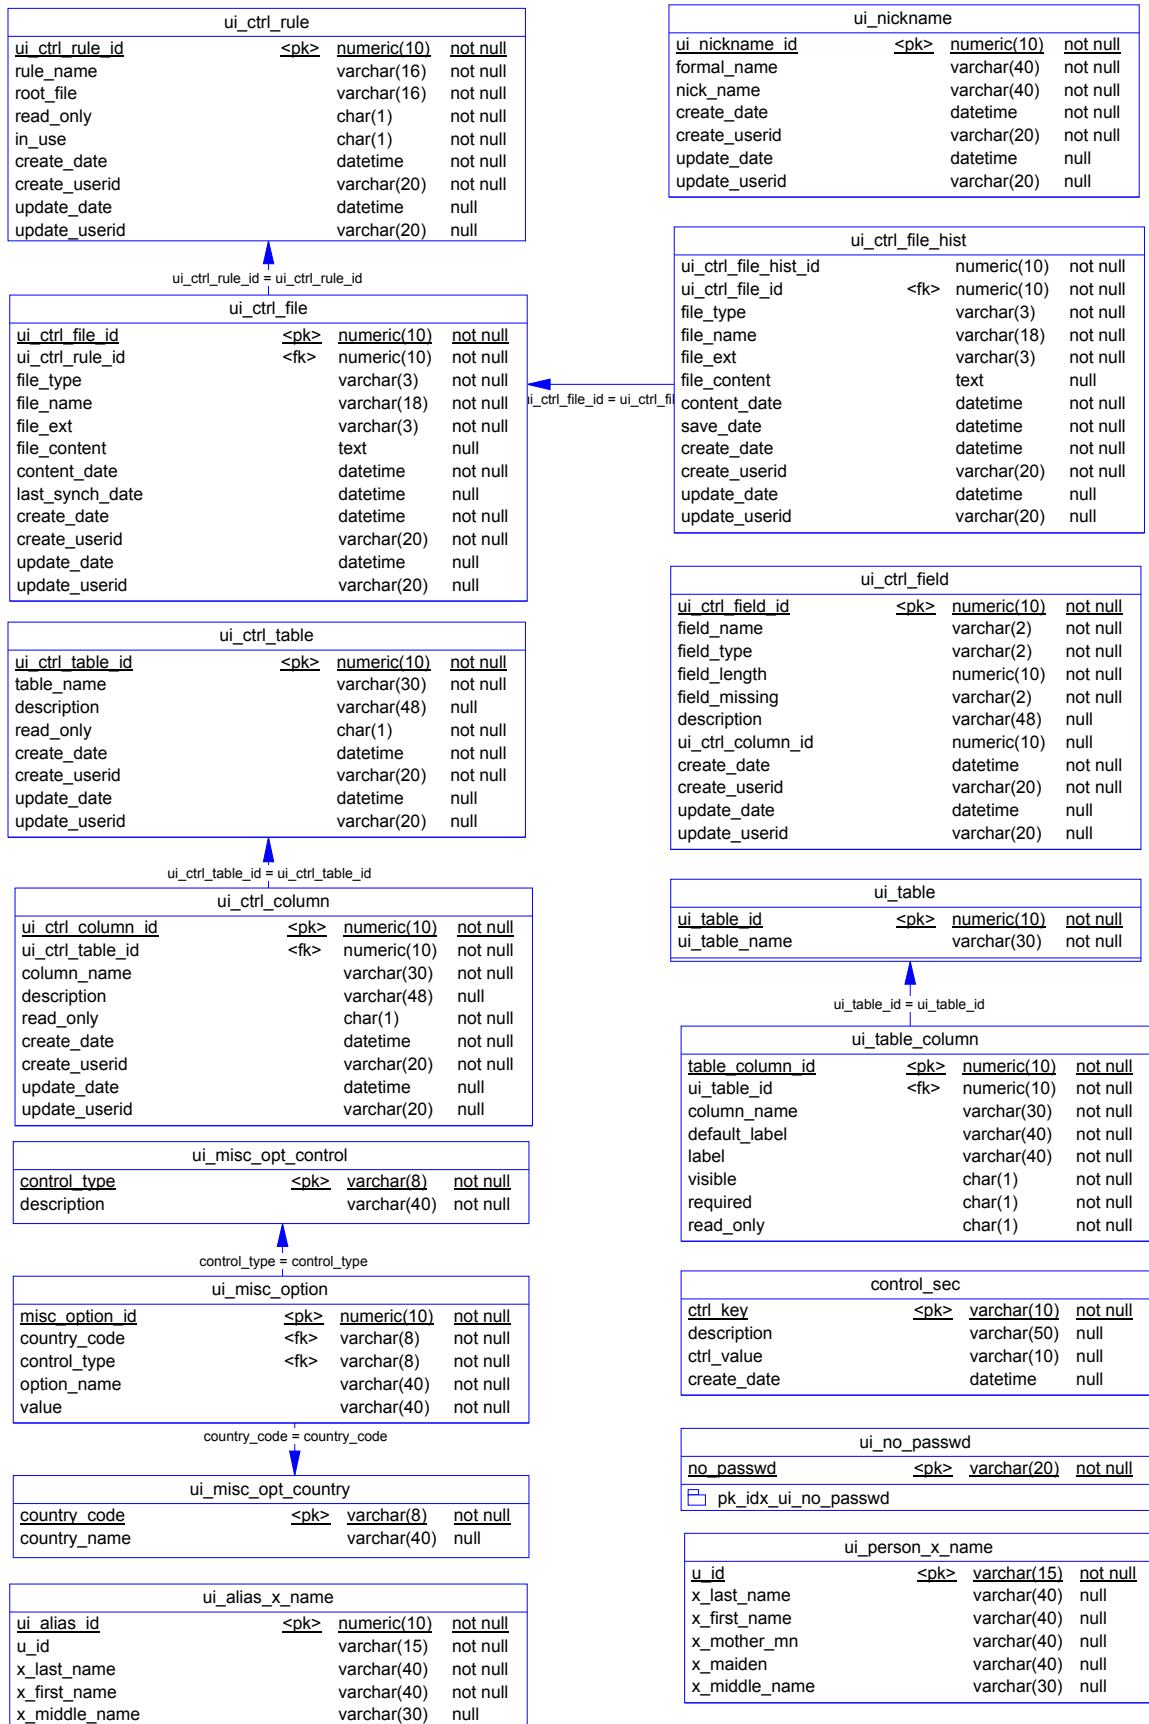 ui_ctrl_rule
ui_ctrl_rule_id <pk> numeric(10) not null
rule_name varchar(16) not null
root_file varchar(16) not null
read_only char(1) not null
in_use char(1) not null
create_date datetime not null
create_userid varchar(20) not null
update_date datetime null
update_userid varchar(20) null
ui_ctrl_rule_id = ui_ctrl_rule_id
ui_ctrl_file
ui_ctrl_file_id <pk> numeric(10) not null
ui_ctrl_rule_id <fk> numeric(10) not null
file_type varchar(3) not null
file_name varchar(18) not null
file_ext varchar(3) not null
file_content text null
content_date datetime not null
last_synch_date datetime null
create_date datetime not null
create_userid varchar(20) not null
update_date datetime null
update_userid varchar(20) null
ui_ctrl_table
ui_ctrl_table_id <pk> numeric(10) not null
table_name varchar(30) not null
description varchar(48) null
read_only char(1) not null
create_date datetime not null
create_userid varchar(20) not null
update_date datetime null
update_userid varchar(20) null
ui_ctrl_table_id = ui_ctrl_table_id
ui_ctrl_column
ui_ctrl_column_id <pk> numeric(10) not null
ui_ctrl_table_id <fk> numeric(10) not null
column_name varchar(30) not null
description varchar(48) null
read_only char(1) not null
create_date datetime not null
create_userid varchar(20) not null
update_date datetime null
update_userid varchar(20) null
ui_misc_opt_control
control_type <pk> varchar(8) not null
description varchar(40) not null
control_type = control_type
ui_misc_option
misc_option_id <pk> numeric(10) not null
country_code <fk> varchar(8) not null
control_type <fk> varchar(8) not null
option_name varchar(40) not null
value varchar(40) not null
country_code = country_code
ui_misc_opt_country
country_code <pk> varchar(8) not null
country_name varchar(40) null
ui_alias_x_name
ui_alias_id <pk> numeric(10) not null
u_id varchar(15) not null
x_last_name varchar(40) not null
x_first_name varchar(40) not null
x_middle_name varchar(30) null
ui_nickname
ui_nickname_id <pk> numeric(10) not null
formal_name varchar(40) not null
nick_name varchar(40) not null
create_date datetime not null
create_userid varchar(20) not null
update_date datetime null
update_userid varchar(20) null
ui_ctrl_file_hist
ui_ctrl_file_hist_id numeric(10) not null
ui_ctrl_file_id <fk> numeric(10) not null
file_type varchar(3) not null
file_name varchar(18) not null
file_ext varchar(3) not null
file_content text null
content_date datetime not null
save_date datetime not null
create_date datetime not null
create_userid varchar(20) not null
update_date datetime null
update_userid varchar(20) null
ui_ctrl_file_id = ui_ctrl_fil
ui_ctrl_field
ui_ctrl_field_id <pk> numeric(10) not null
field_name varchar(2) not null
field_type varchar(2) not null
field_length numeric(10) not null
field_missing varchar(2) not null
description varchar(48) null
ui_ctrl_column_id numeric(10) null
create_date datetime not null
create_userid varchar(20) not null
update_date datetime null
update_userid varchar(20) null
ui_table
ui_table_id <pk> numeric(10) not null
ui_table_name varchar(30) not null
ui_table_id = ui_table_id
ui_table_column
table_column_id <pk> numeric(10) not null
ui_table_id <fk> numeric(10) not null
column_name varchar(30) not null
default_label varchar(40) not null
label varchar(40) not null
visible char(1) not null
required char(1) not null
read_only char(1) not null
control_sec
ctrl_key <pk> varchar(10) not null
description varchar(50) null
ctrl_value varchar(10) null
create_date datetime null
ui_no_passwd
no_passwd <pk> varchar(20) not null
pk_idx_ui_no_passwd
ui_person_x_name
u_id <pk> varchar(15) not null
x_last_name varchar(40) null
x_first_name varchar(40) null
x_mother_mn varchar(40) null
x_maiden varchar(40) null
x_middle_name varchar(30) null